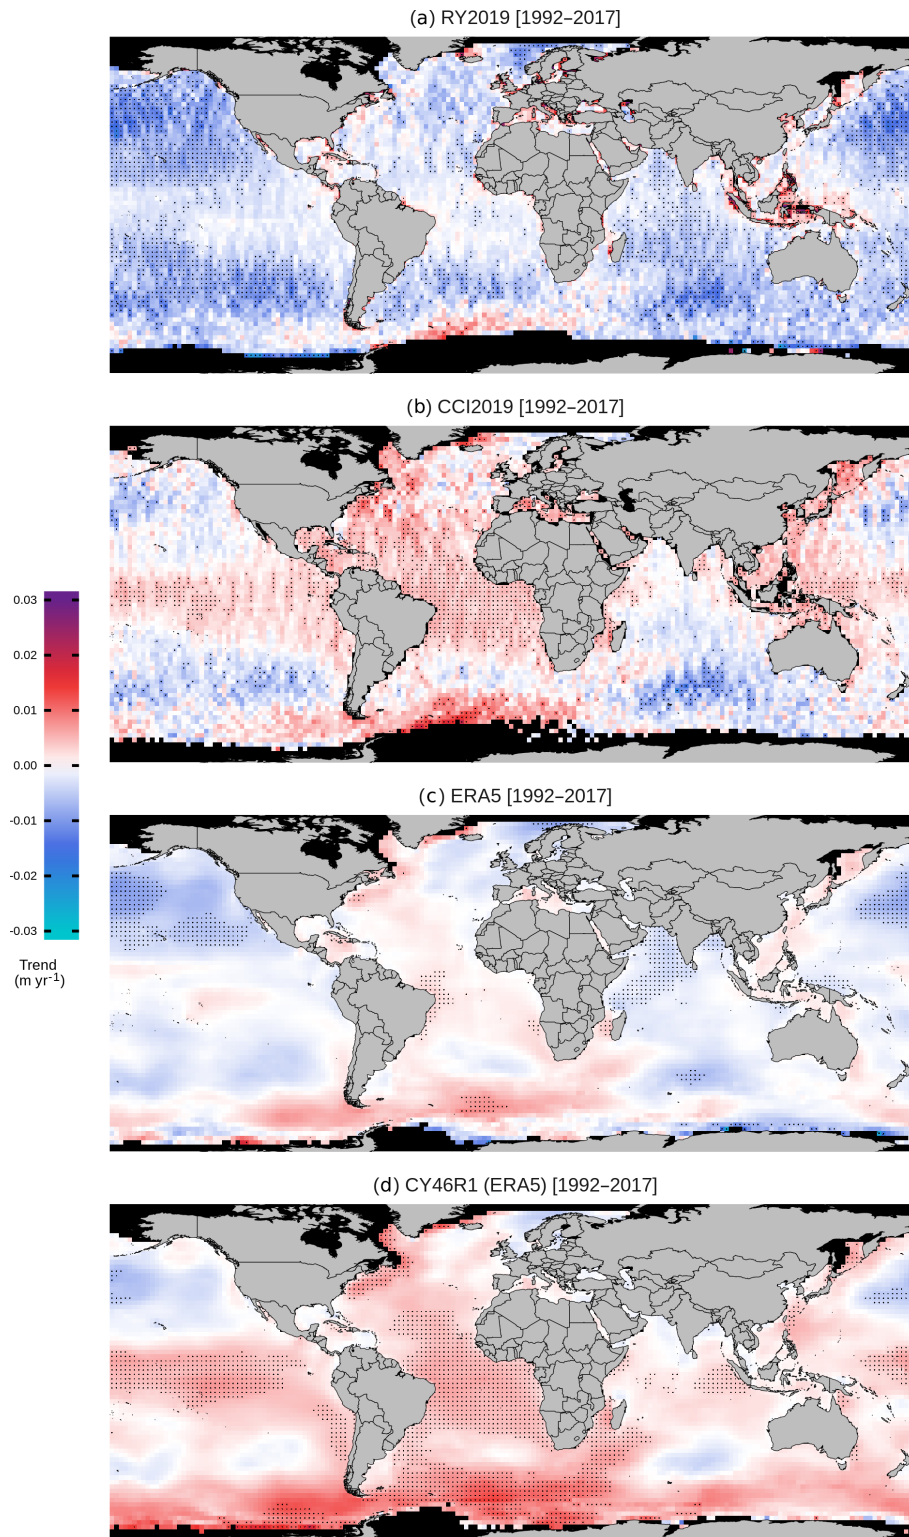 (a) RY2019 [1992–2017]
(b) CCI2019 [1992–2017]
0.03
0.02
0.01
0.00
-0.01
-0.02
-0.03
Trend
(m yr⁻¹)
(c) ERA5 [1992–2017]
(d) CY46R1 (ERA5) [1992–2017]